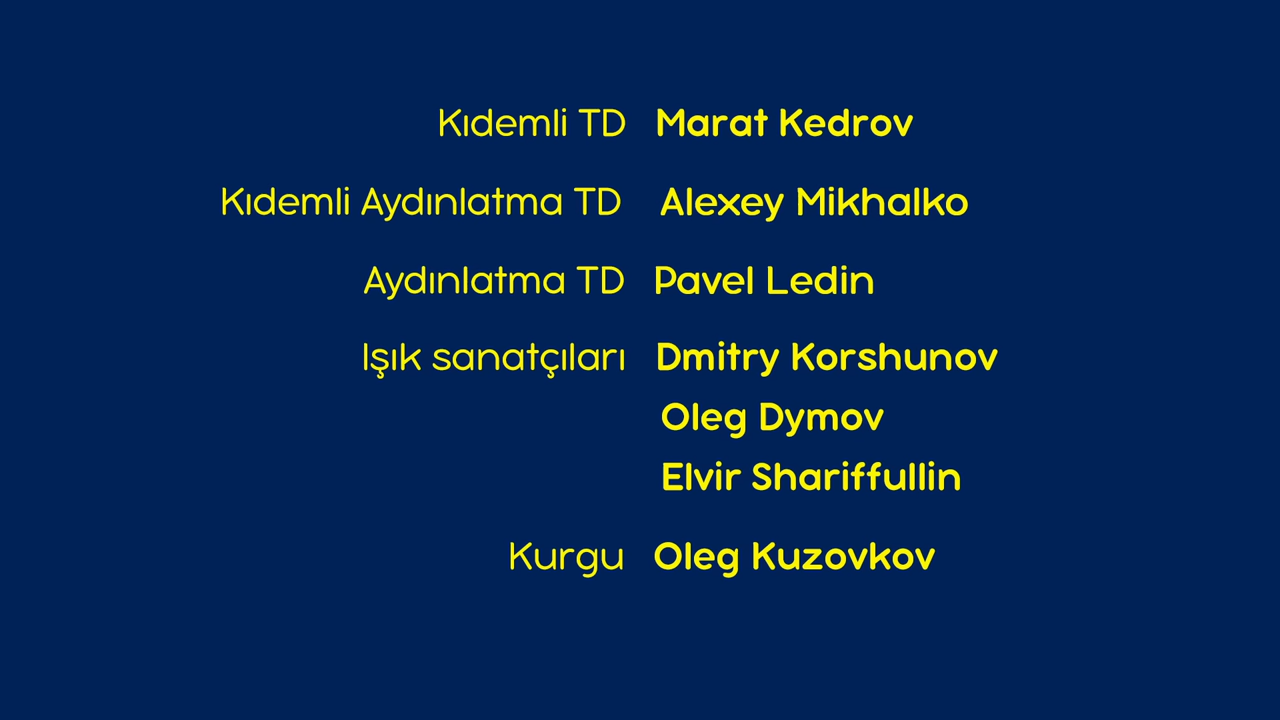 Kıdemli TD Marat Kedrov
Kıdemli Aydınlatma TD Alexey Mikhalko
Aydınlatma TD Pavel Ledin
Işık sanatçıları Dmitry Korshunov
Oleg Dymov
Elvir Shariffullin
Kurgu Oleg Kuzovkov